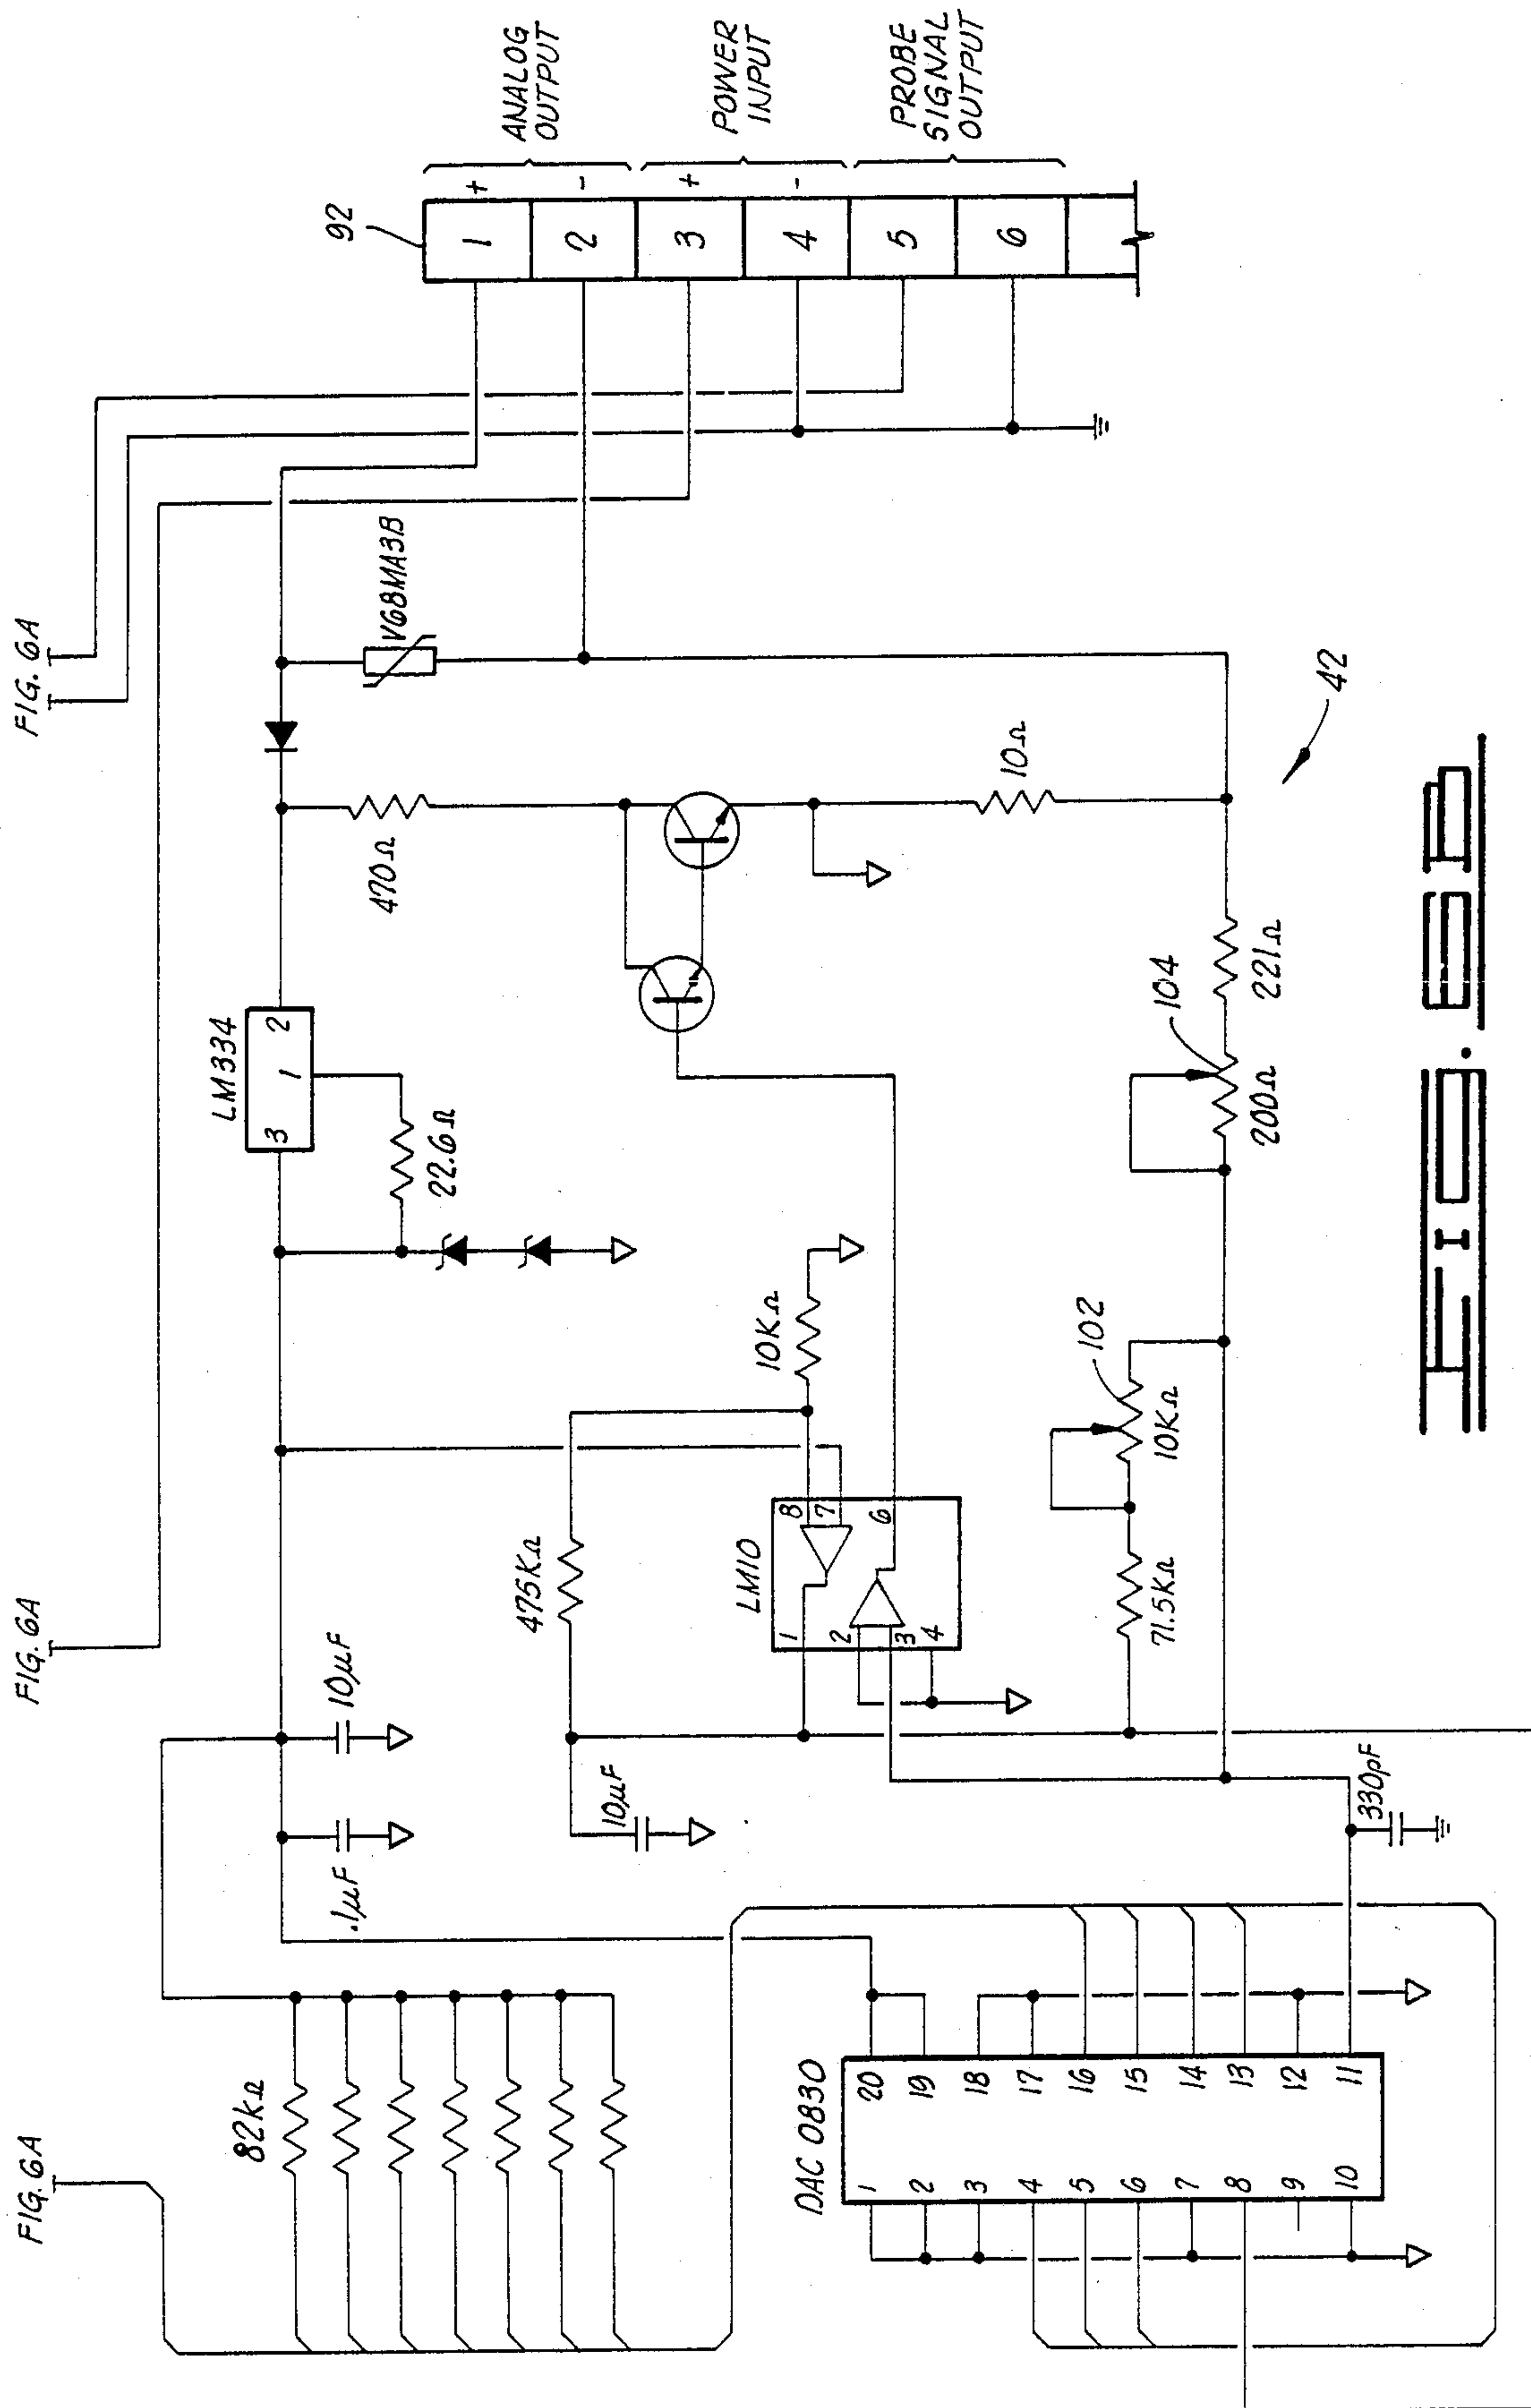 FIG. 6A
FIG. 6A
FIG. 6A
82KΩ
.1µF
10µF
LM334
3
1
2
22.6Ω
470Ω
V68MA3B
92
1
2
3
4
5
6
+
-
+
-
ANALOG
OUTPUT
POWER
INPUT
PROBE
SIGNAL
OUTPUT
475KΩ
10µF
10KΩ
LM10
1
2
3
4
8
7
6
10Ω
DAC 0830
1
2
3
4
5
6
7
8
9
10
20
19
18
17
16
15
14
13
12
11
330pF
71.5KΩ
10KΩ
102
200Ω
104
221Ω
42